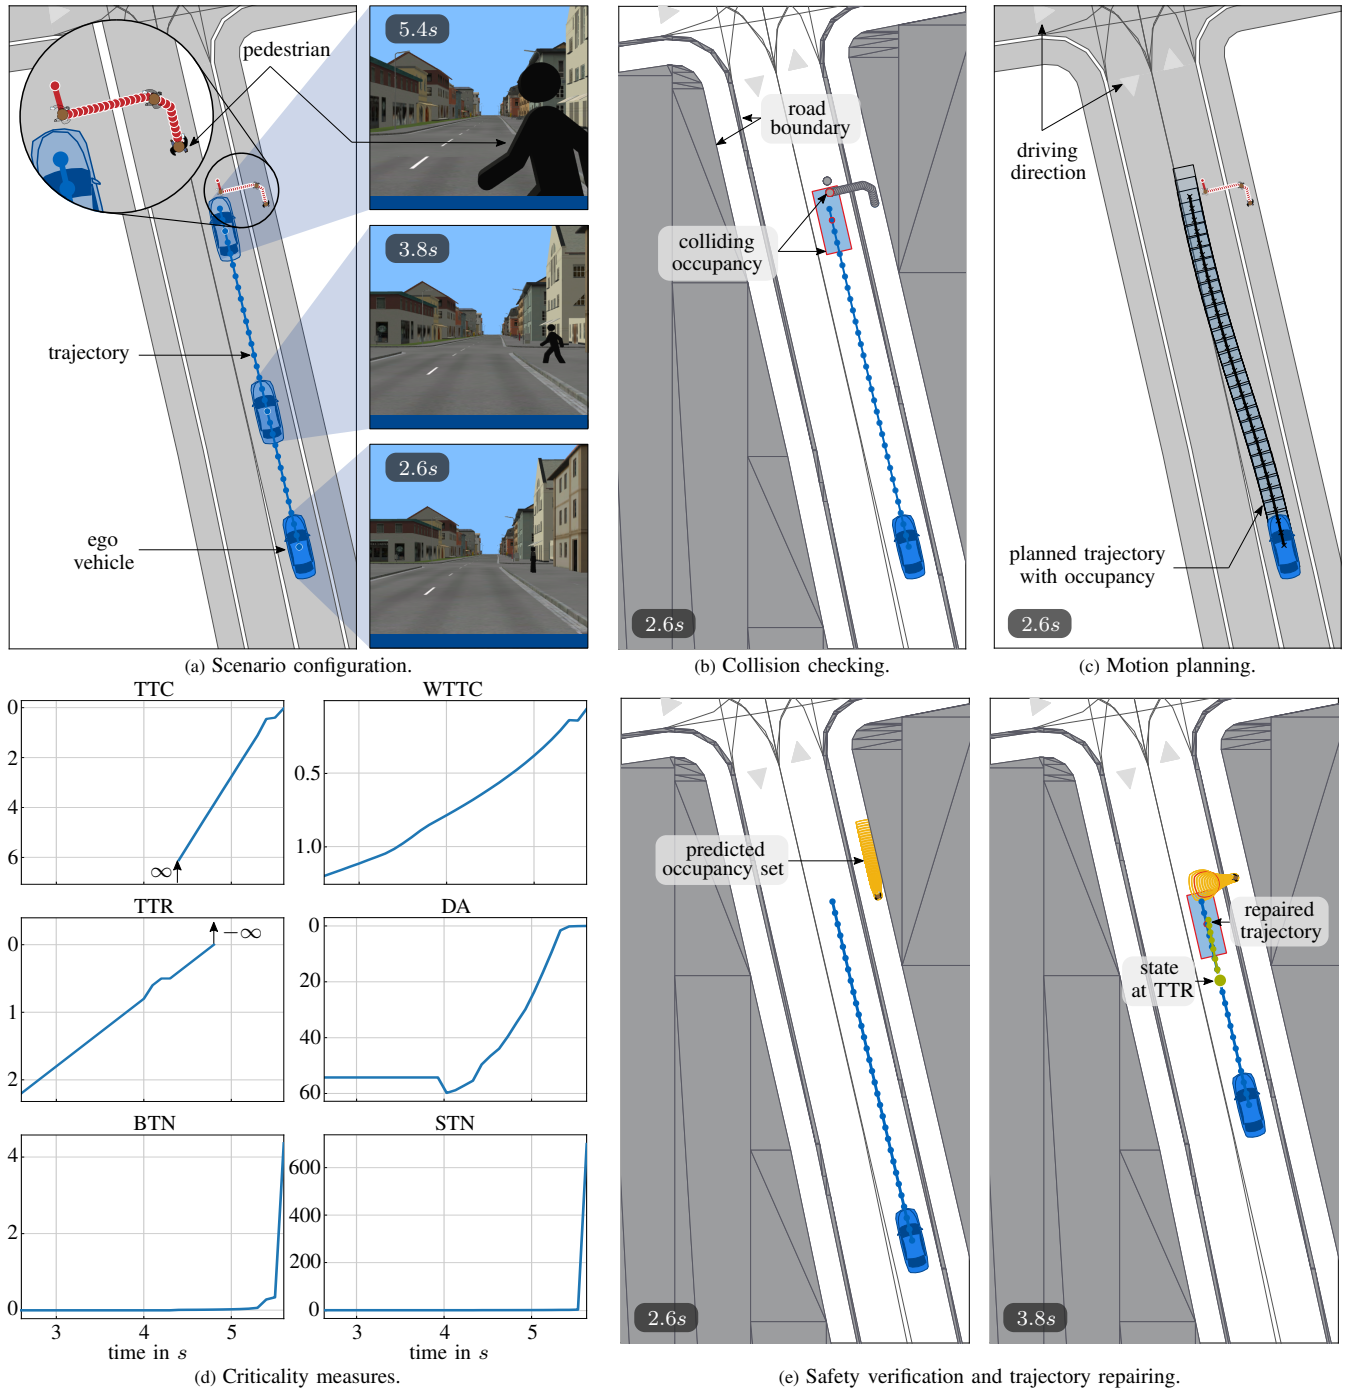 5.4s
pedestrian
3.8s
trajectory
2.6s
ego
vehicle
(a) Scenario configuration.
road
boundary
colliding
occupancy
2.6s
(b) Collision checking.
driving
direction
planned trajectory
with occupancy
2.6s
(c) Motion planning.
TTC
0
2
4
6
∞
WTTC
0.5
1.0
TTR
0
1
2
−∞
DA
0
20
40
60
BTN
4
2
0
3 4 5
time in s
STN
600
400
200
0
3 4 5
time in s
(d) Criticality measures.
predicted
occupancy set
2.6s
repaired
trajectory
state
at TTR
3.8s
(e) Safety verification and trajectory repairing.